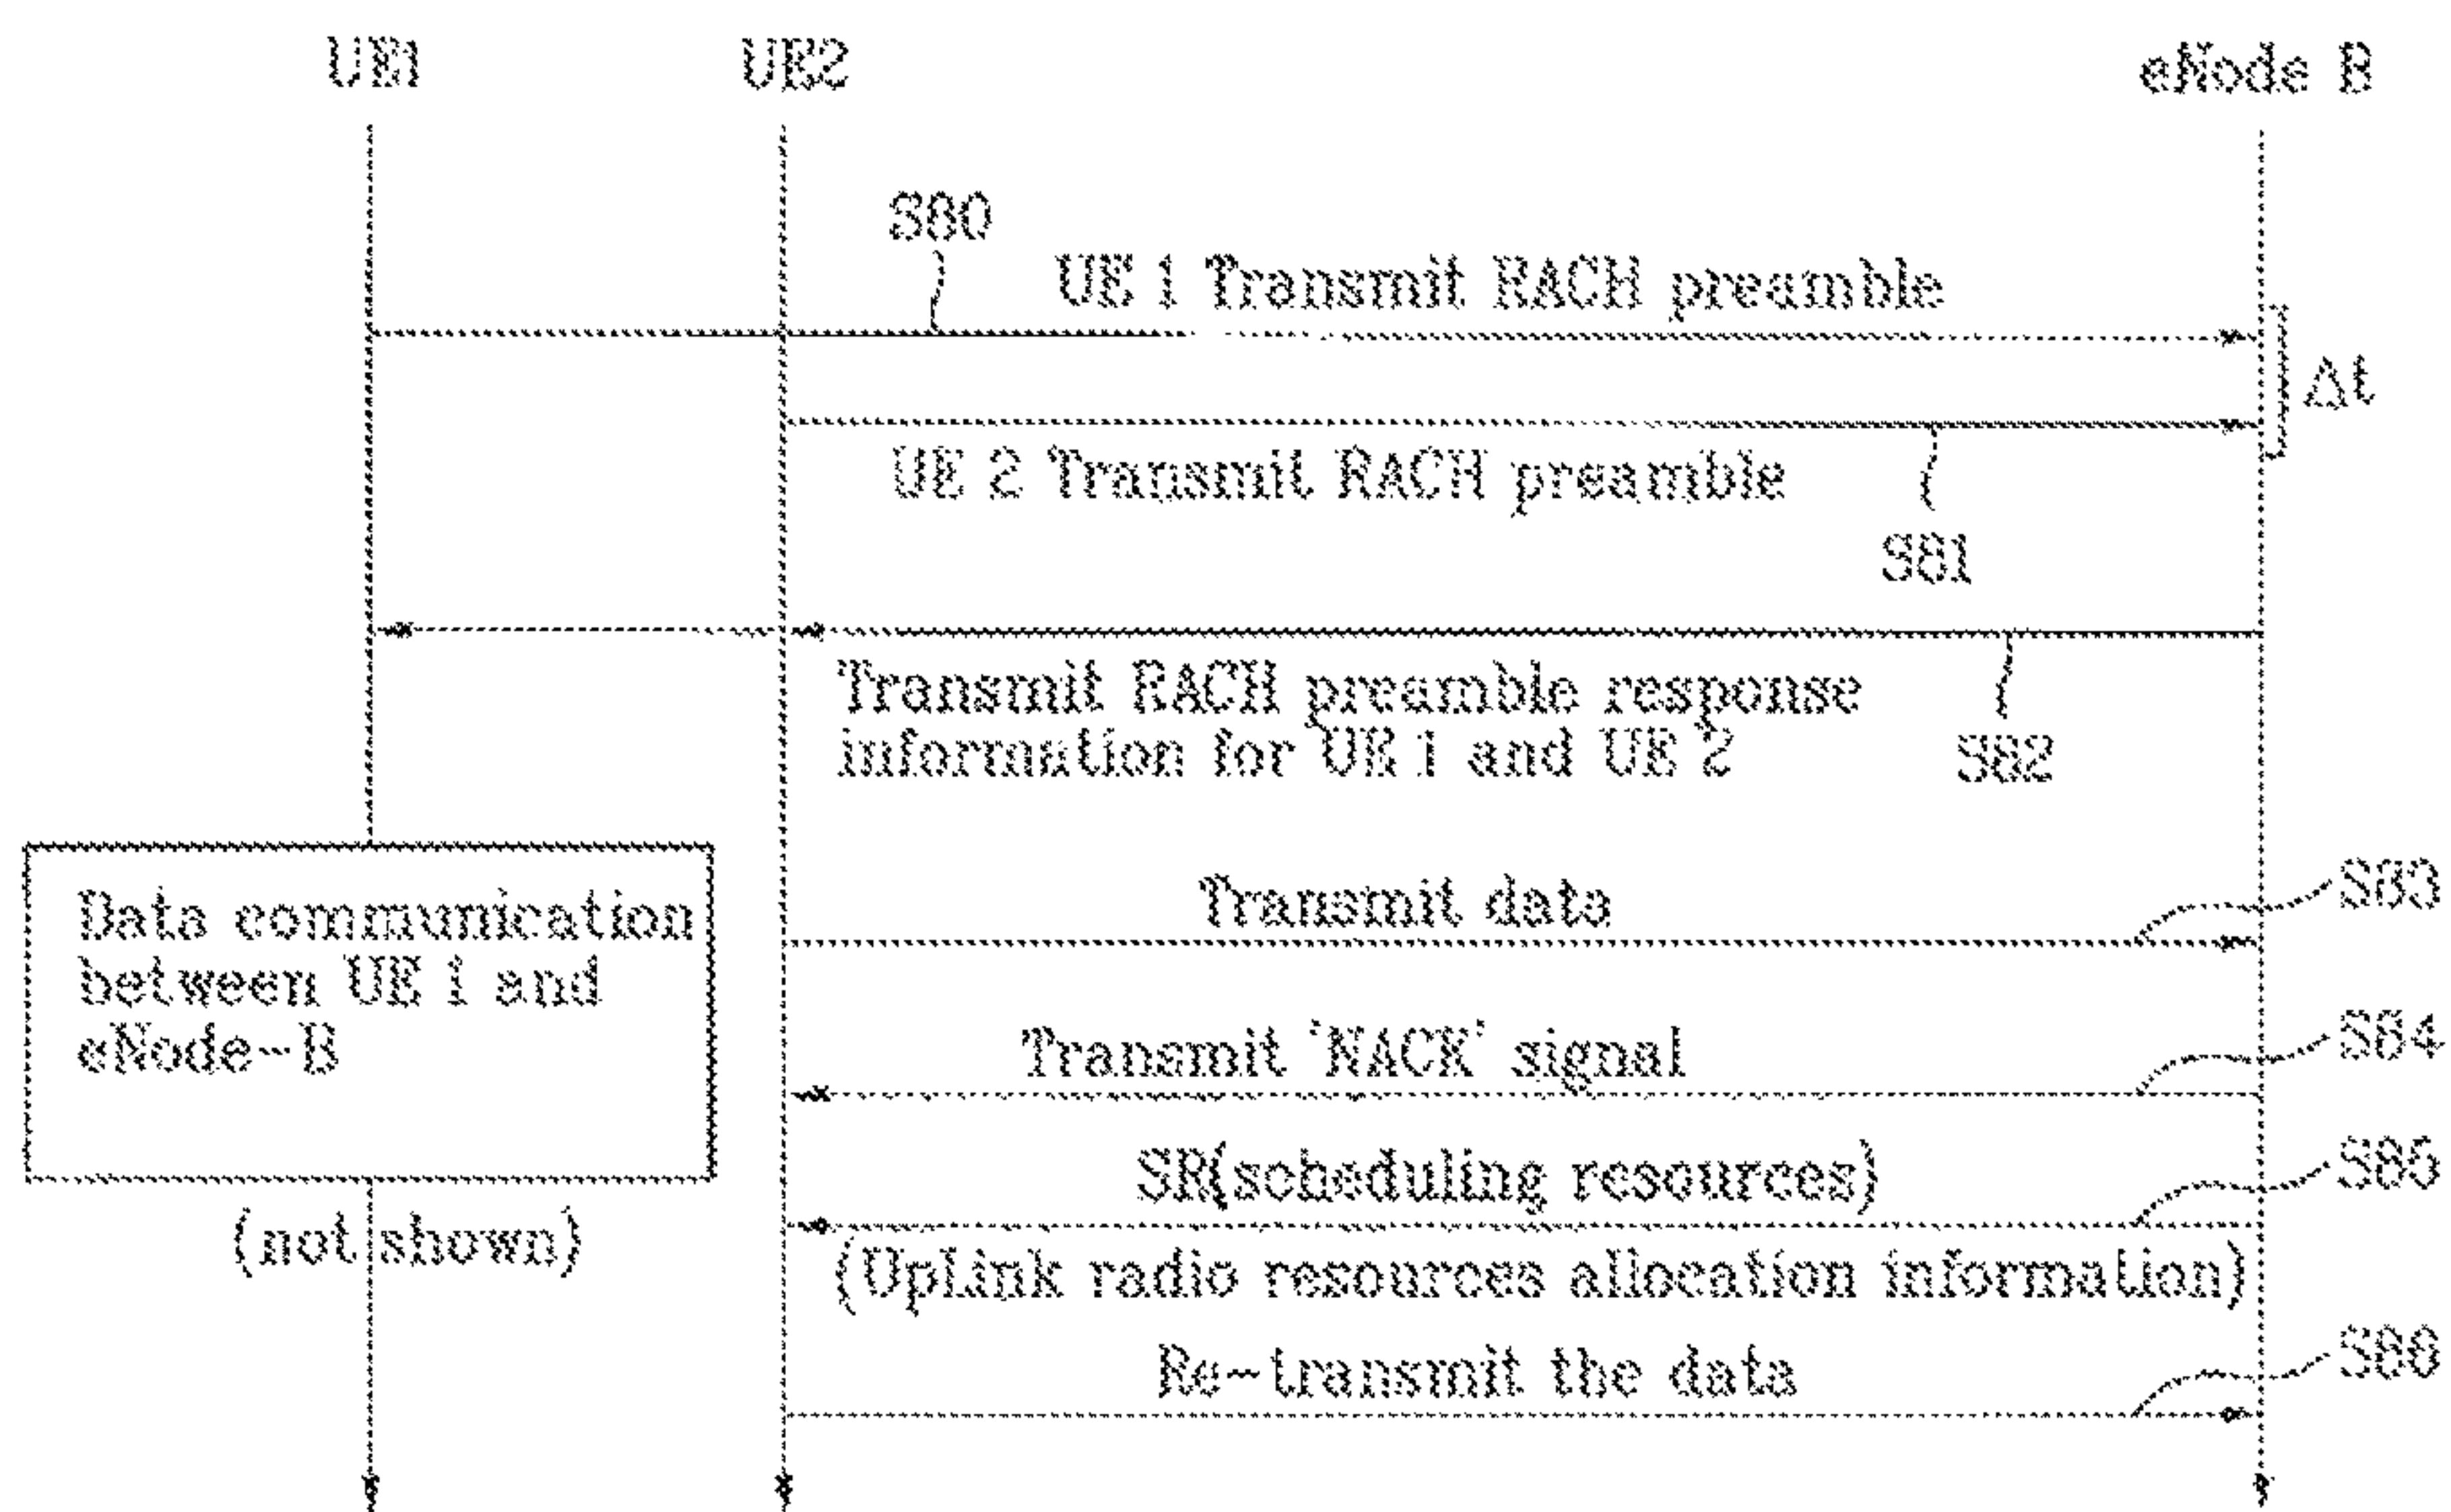 UE1 UE2 eNode B
S80
UE 1 Transmit RACH preamble
Δt
UE 2 Transmit RACH preamble
S81
Transmit RACH preamble response
information for UE 1 and UE 2
S82
Data communication
between UE 1 and
eNode-B
(not shown)
Transmit data
S83
Transmit 'NACK' signal
S84
SR(scheduling resources)
S85
(UpLink radio resources allocation information)
Re-transmit the data
S86